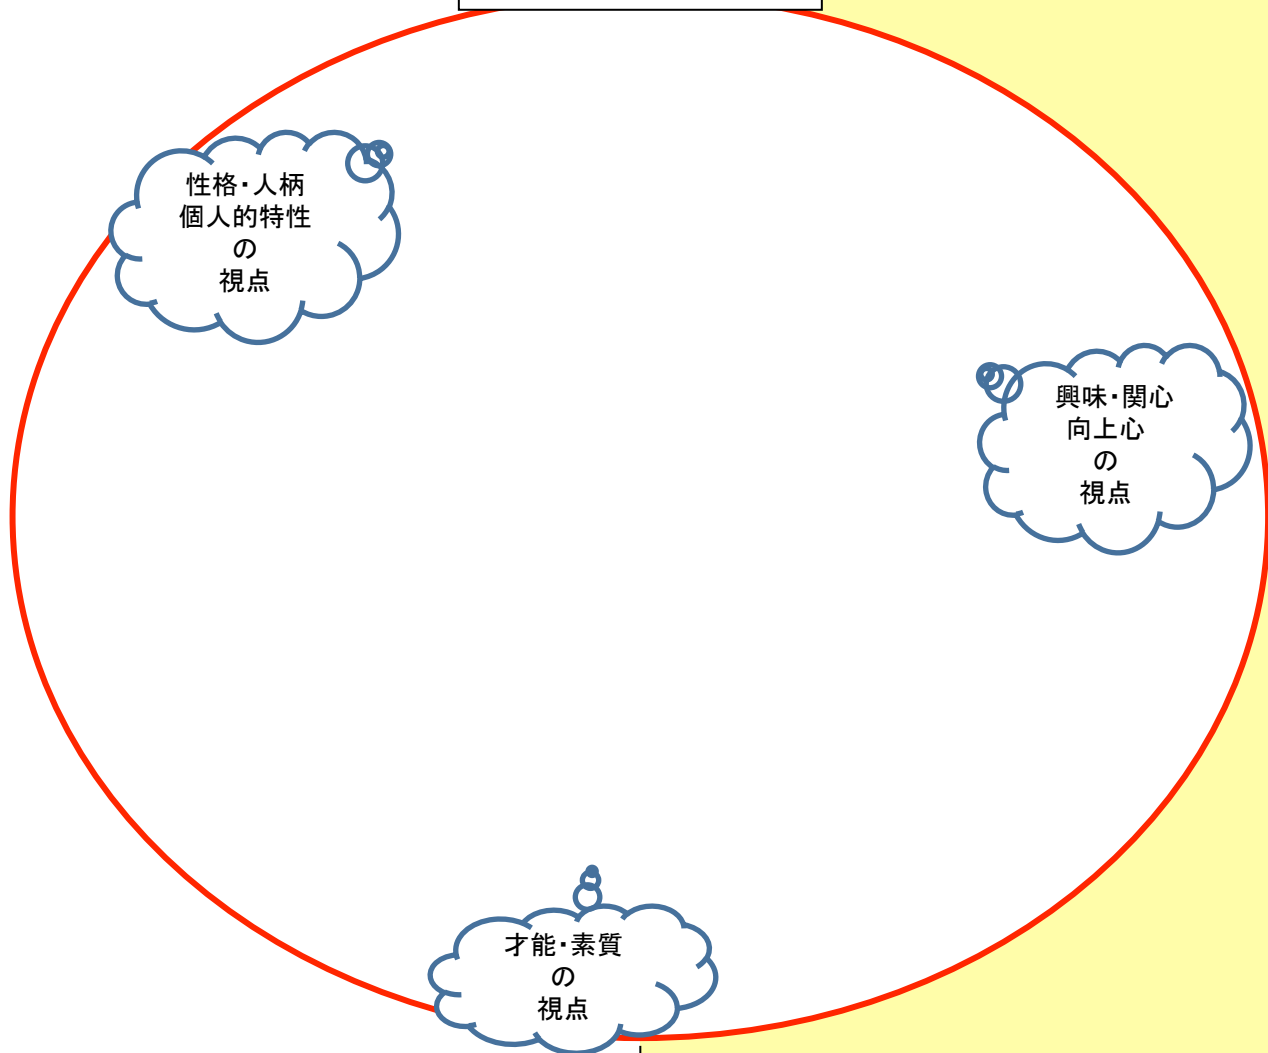 性格・人柄
個人的特性
の
視点
興味・関心
向上心
の
視点
才能・素質
の
視点